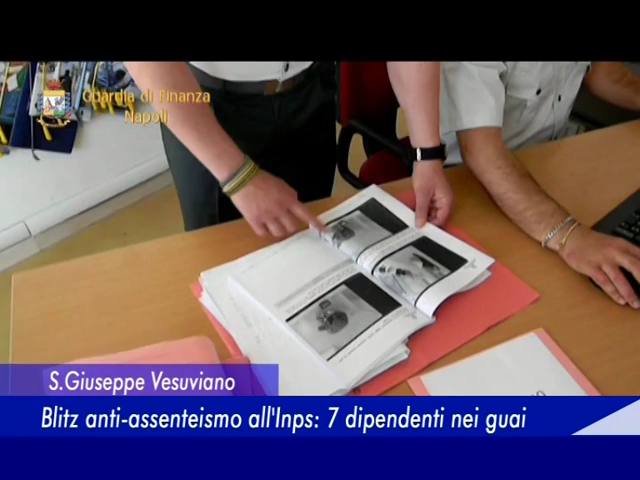 Guardia di Finanza
Napoli
S.Giuseppe Vesuviano
Blitz anti-assenteismo all'Inps: 7 dipendenti nei guai